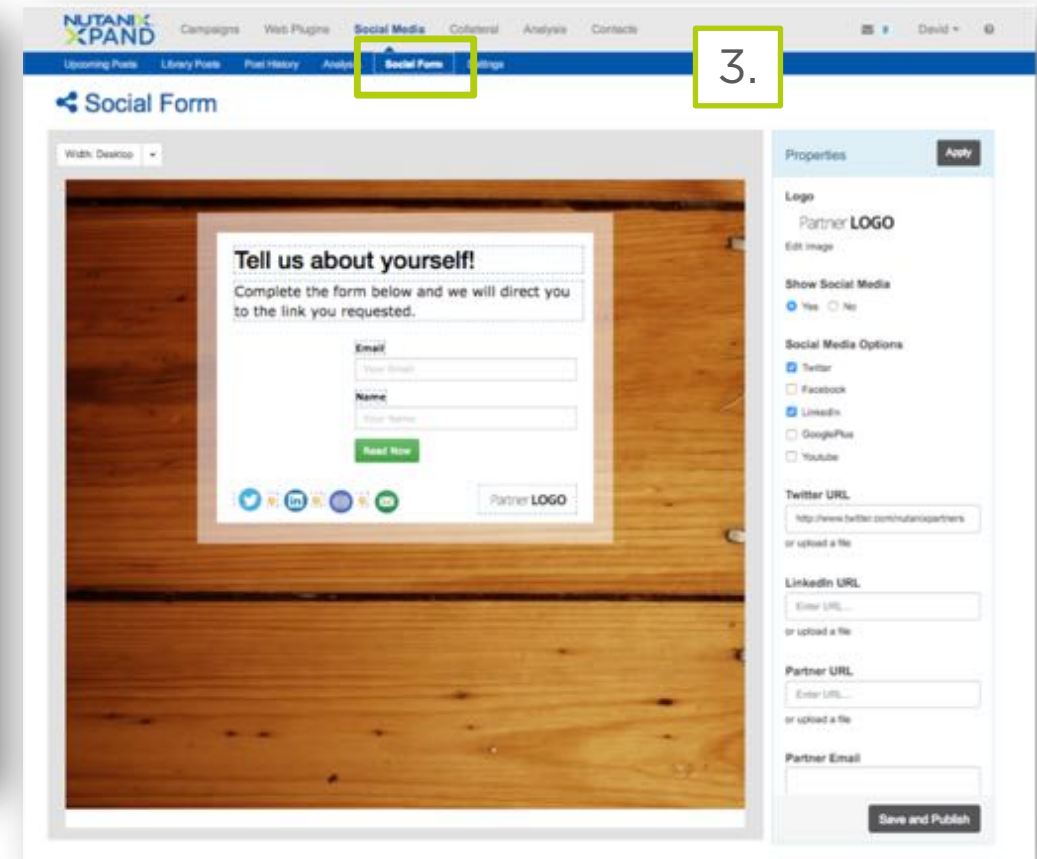 NUTANIX
XPAND
Campaigns Web Plugins Social Media Collateral Analysis Contacts
David
Upcoming Posts Library Posts Post History Analysis Social Form Settings
3.
Social Form
Width: Desktop
Properties
Apply
Logo
Partner LOGO
Edit image
Show Social Media
Yes No
Social Media Options
Twitter
Facebook
LinkedIn
GooglePlus
Youtube
Twitter URL
http://www.twitter.com/nutanixpartners
or upload a file
LinkedIn URL
Enter URL...
or upload a file
Partner URL
Enter URL...
or upload a file
Partner Email
Save and Publish
Tell us about yourself!
Complete the form below and we will direct you
to the link you requested.
Email
Your Email
Name
Your Name
Read Now
in
Partner LOGO